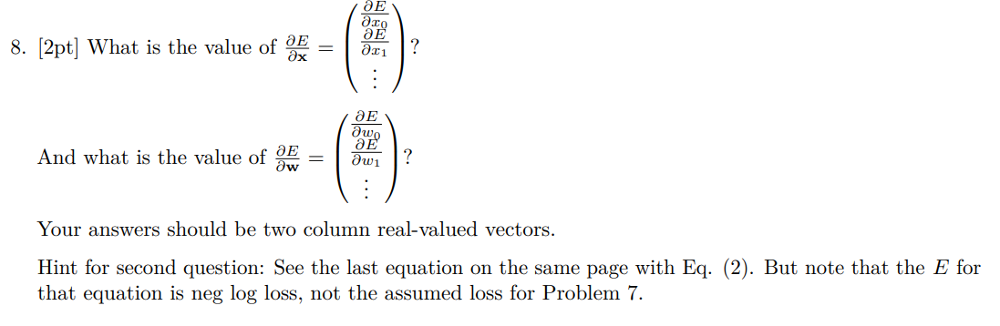 8. [2pt] What is the value of $\frac{\partial E}{\partial \mathbf{x}} = \begin{pmatrix} \frac{\partial E}{\partial x_0} \\ \frac{\partial E}{\partial x_1} \\ \vdots \end{pmatrix}$?
And what is the value of $\frac{\partial E}{\partial \mathbf{w}} = \begin{pmatrix} \frac{\partial E}{\partial w_0} \\ \frac{\partial E}{\partial w_1} \\ \vdots \end{pmatrix}$?
Your answers should be two column real-valued vectors.
Hint for second question: See the last equation on the same page with Eq. (2). But note that the $E$ for
that equation is neg log loss, not the assumed loss for Problem 7.